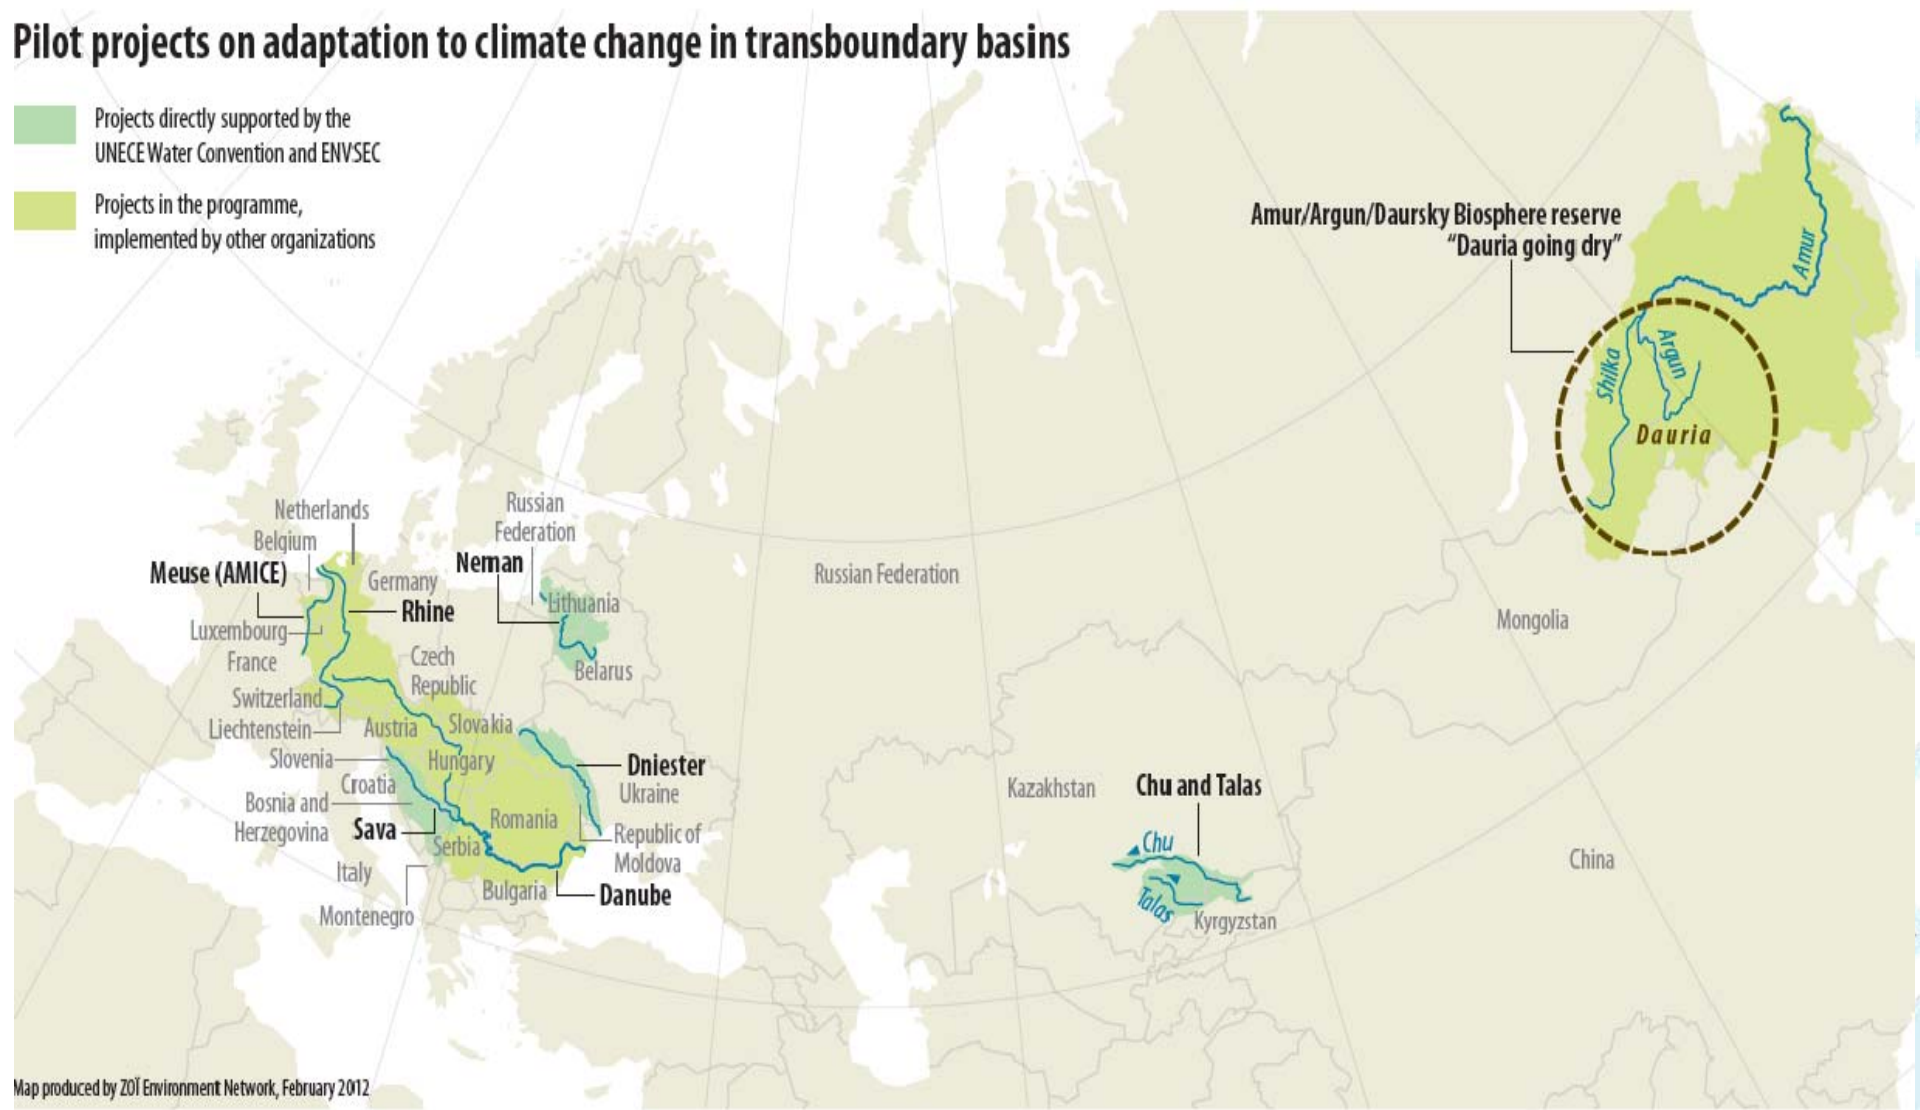 Pilot projects on adaptation to climate change in transboundary basins
Projects directly supported by the
UNECE Water Convention and ENVSEC
Projects in the programme,
implemented by other organizations
Amur/Argun/Daursky Biosphere reserve
“Dauria going dry”
Amur
Argun
Shilka
Dauria
Netherlands
Belgium
Meuse (AMICE)
Germany
Rhine
Luxembourg
France
Czech
Republic
Switzerland
Liechtenstein
Austria
Slovakia
Slovenia
Hungary
Croatia
Bosnia and
Herzegovina
Sava
Romania
Serbia
Italy
Bulgaria
Montenegro
Danube
Russian
Federation
Neman
Lithuania
Belarus
Dniester
Ukraine
Republic of
Moldova
Russian Federation
Mongolia
Kazakhstan
Chu and Talas
Chu
Talas
Kyrgyzstan
China
Map produced by ZOÏ Environment Network, February 2012